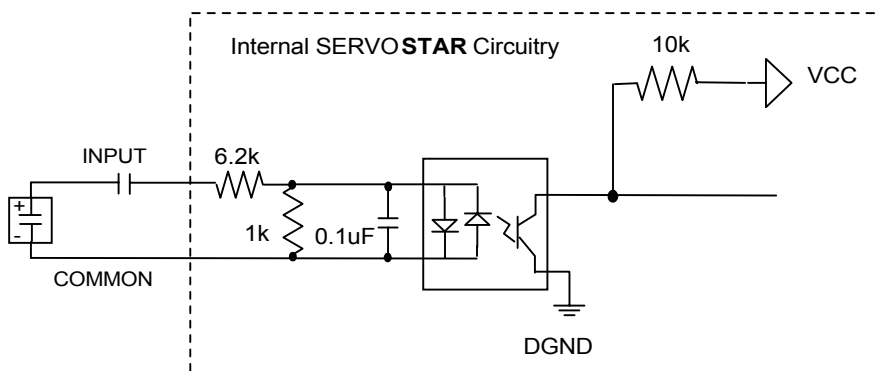 Internal SERVOSTAR Circuitry
10k
VCC
INPUT
6.2k
+
-
1k
0.1uF
COMMON
DGND